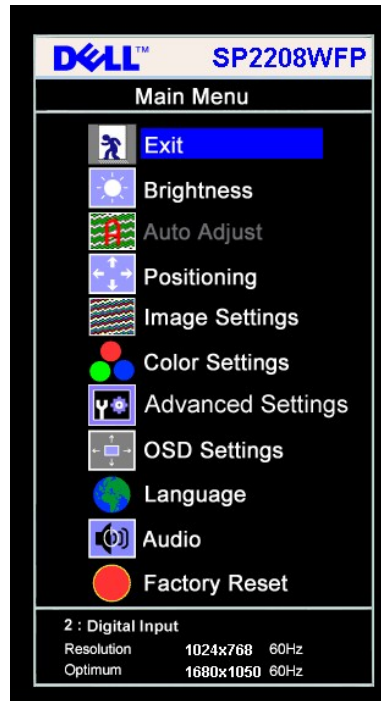 DELL™ SP2208WFP
Main Menu
Exit
Brightness
Auto Adjust
Positioning
Image Settings
Color Settings
Advanced Settings
OSD Settings
Language
Audio
Factory Reset
2 : Digital Input
Resolution 1024x768 60Hz
Optimum 1680x1050 60Hz